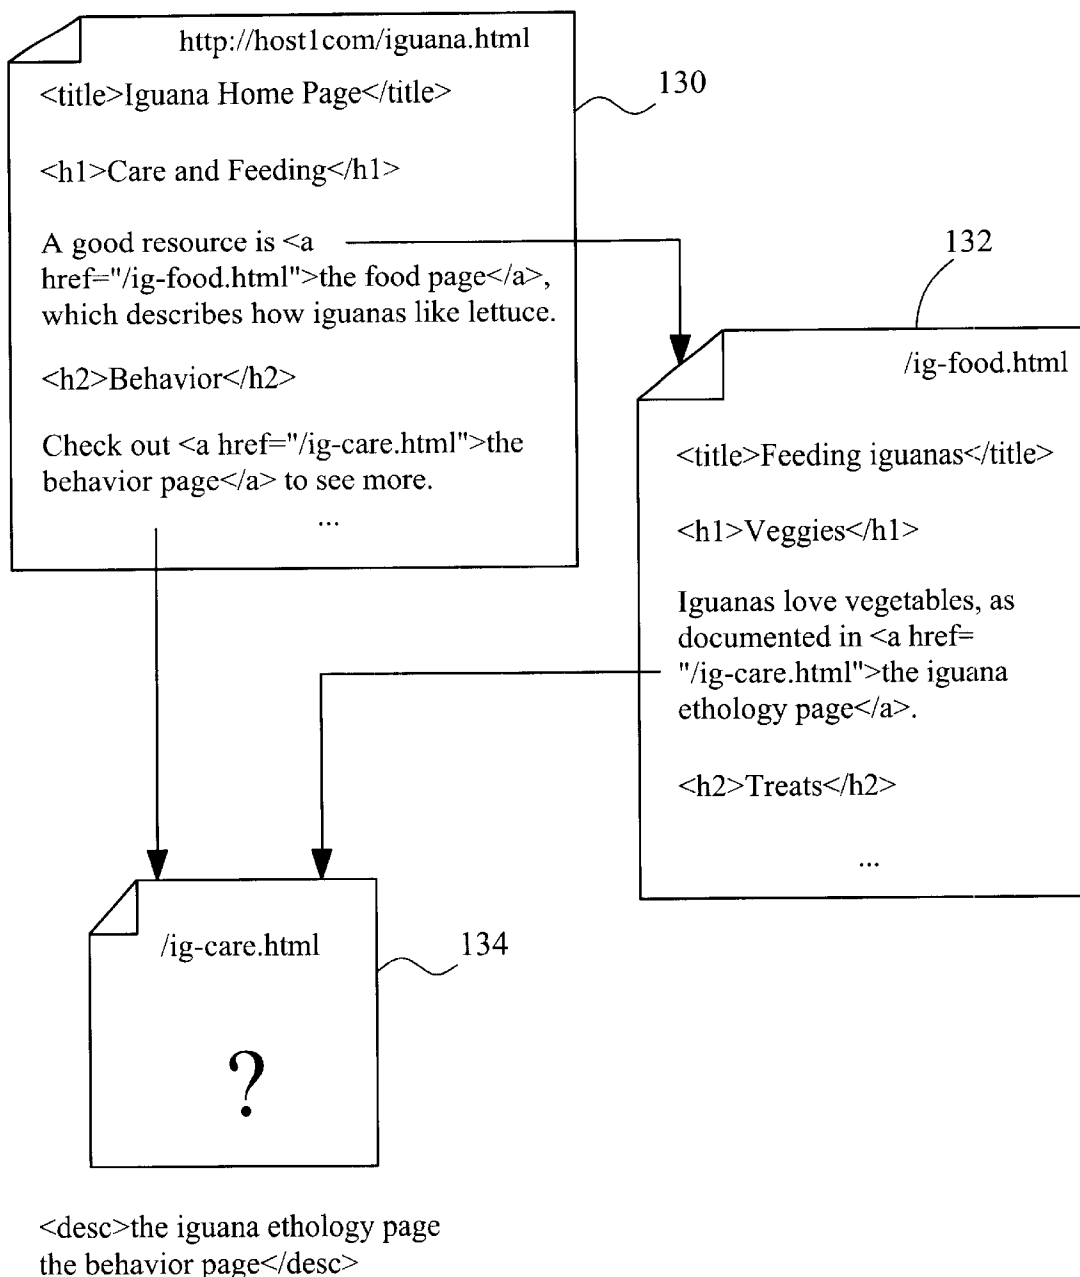 http://host1com/iguana.html
<title>Iguana Home Page</title>
<h1>Care and Feeding</h1>
A good resource is <a
href="/ig-food.html">the food page</a>,
which describes how iguanas like lettuce.
<h2>Behavior</h2>
Check out <a href="/ig-care.html">the
behavior page</a> to see more.
...
130
132
/ig-food.html
<title>Feeding iguanas</title>
<h1>Veggies</h1>
Iguanas love vegetables, as
documented in <a href=
"/ig-care.html">the iguana
ethology page</a>.
<h2>Treats</h2>
...
/ig-care.html
?
134
<desc>the iguana ethology page
the behavior page</desc>